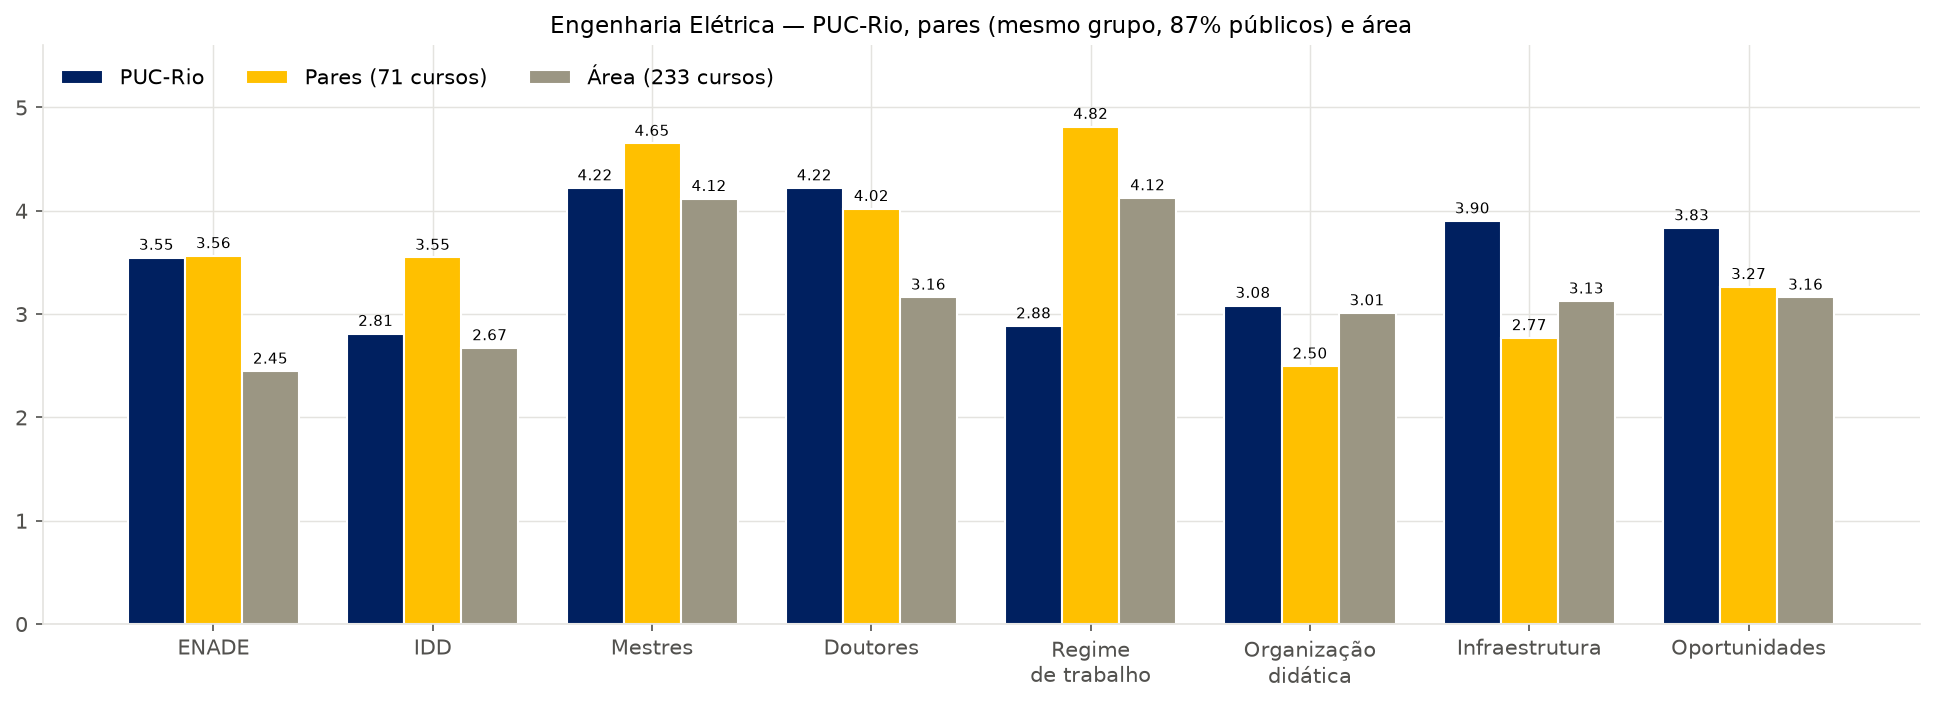 Engenharia Elétrica — PUC-Rio, pares (mesmo grupo, 87% públicos) e área
PUC-Rio
Pares (71 cursos)
Área (233 cursos)
5
4
3
2
1
0
3.55
3.56
2.45
2.81
3.55
2.67
4.22
4.65
4.12
4.22
4.02
3.16
2.88
4.82
4.12
3.08
2.50
3.01
3.90
2.77
3.13
3.83
3.27
3.16
ENADE
IDD
Mestres
Doutores
Regime
de trabalho
Organização
didática
Infraestrutura
Oportunidades